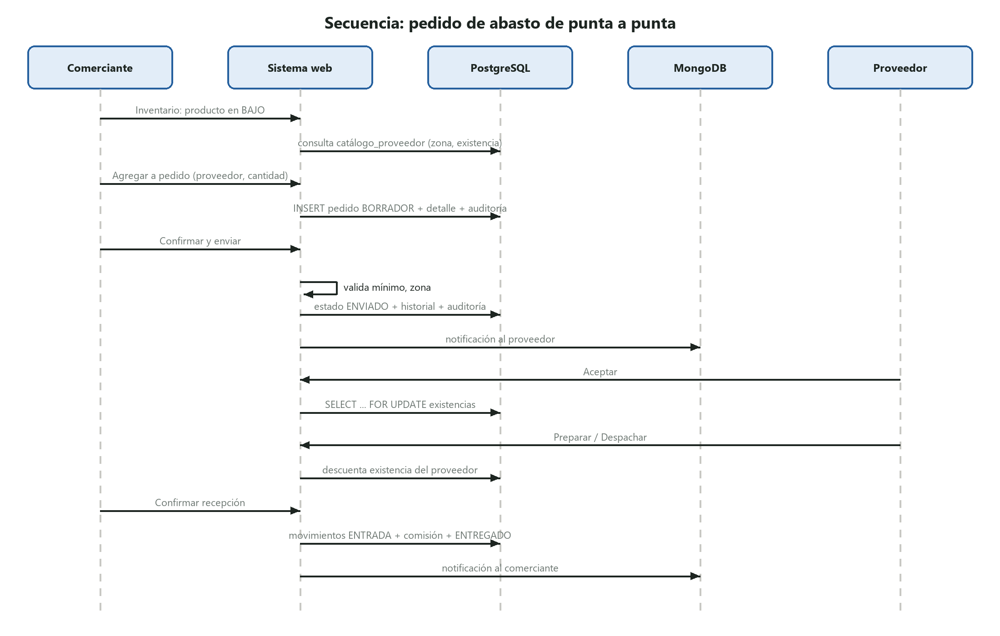 Secuencia: pedido de abasto de punta a punta
Comerciante
Sistema web
PostgreSQL
MongoDB
Proveedor
Inventario: producto en BAJO
consulta catálogo_proveedor (zona, existencia)
Agregar a pedido (proveedor, cantidad)
INSERT pedido BORRADOR + detalle + auditoría
Confirmar y enviar
valida mínimo, zona
estado ENVIADO + historial + auditoría
notificación al proveedor
Aceptar
SELECT ... FOR UPDATE existencias
Preparar / Despachar
descuenta existencia del proveedor
Confirmar recepción
movimientos ENTRADA + comisión + ENTREGADO
notificación al comerciante